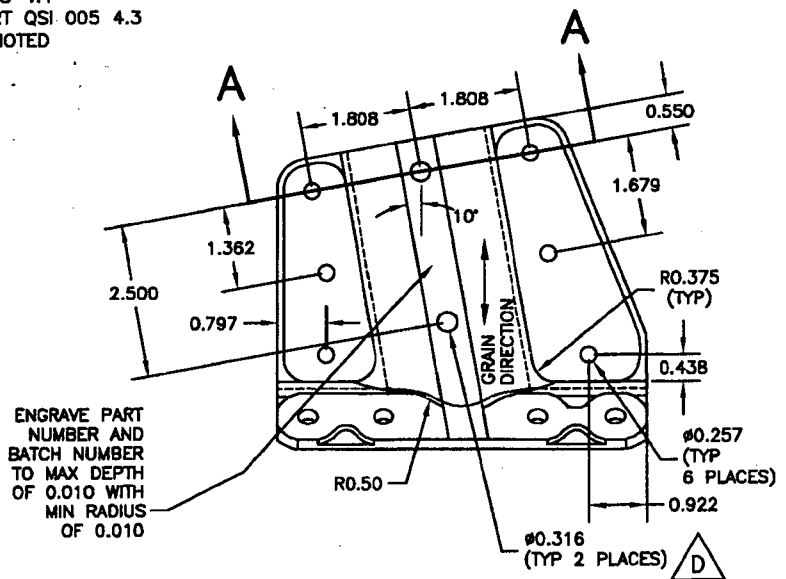 RT QSI 005 4.3
NOTED
A
A
1.808
1.808
0.550
1.679
1.362
10°
2.500
0.797
GRAIN
DIRECTION
R0.375
(TYP)
0.438
ENGRAVE PART
NUMBER AND
BATCH NUMBER
TO MAX DEPTH
OF 0.010 WITH
MIN RADIUS
OF 0.010
R0.50
ø0.257
(TYP
6 PLACES)
0.922
ø0.316
(TYP 2 PLACES)
D